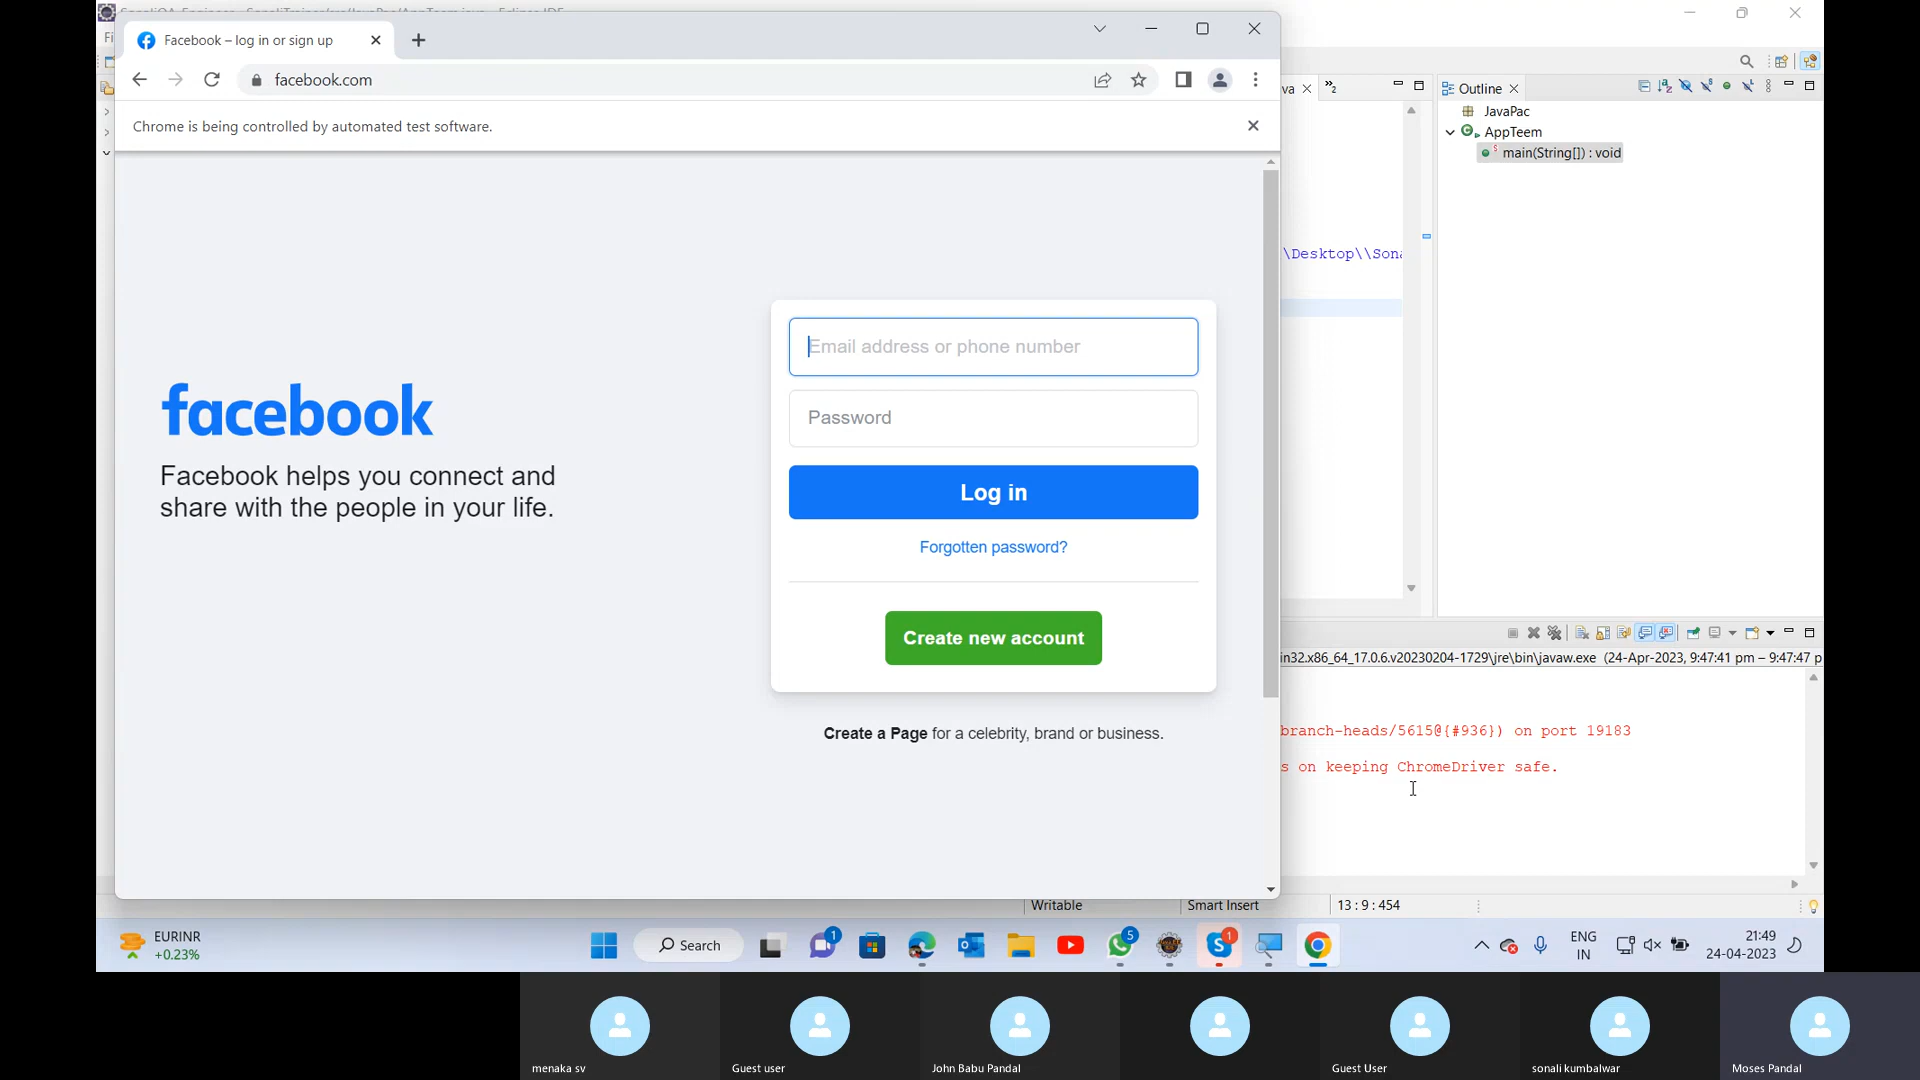 Facebook – log in or sign up
facebook.com
Chrome is being controlled by automated test software.
va
2
Outline
JavaPac
AppTeem
main(String[]) : void
\Desktop\\Son
facebook
Facebook helps you connect and
share with the people in your life.
Email address or phone number
Password
Log in
Forgotten password?
Create new account
Create a Page for a celebrity, brand or business.
in32.x86_64_17.0.6.v20230204-1729\jre\bin\javaw.exe (24-Apr-2023, 9:47:41 pm – 9:47:47 p
branch-heads/5615@{#936}) on port 19183
s on keeping ChromeDriver safe.
Writable
Smart Insert
13 : 9 : 454
EURINR
+0.23%
Search
1
5
1
ENG
IN
21:49
24-04-2023
menaka sv
Guest user
John Babu Pandal
Guest User
sonali kumbalwar
Moses Pandal